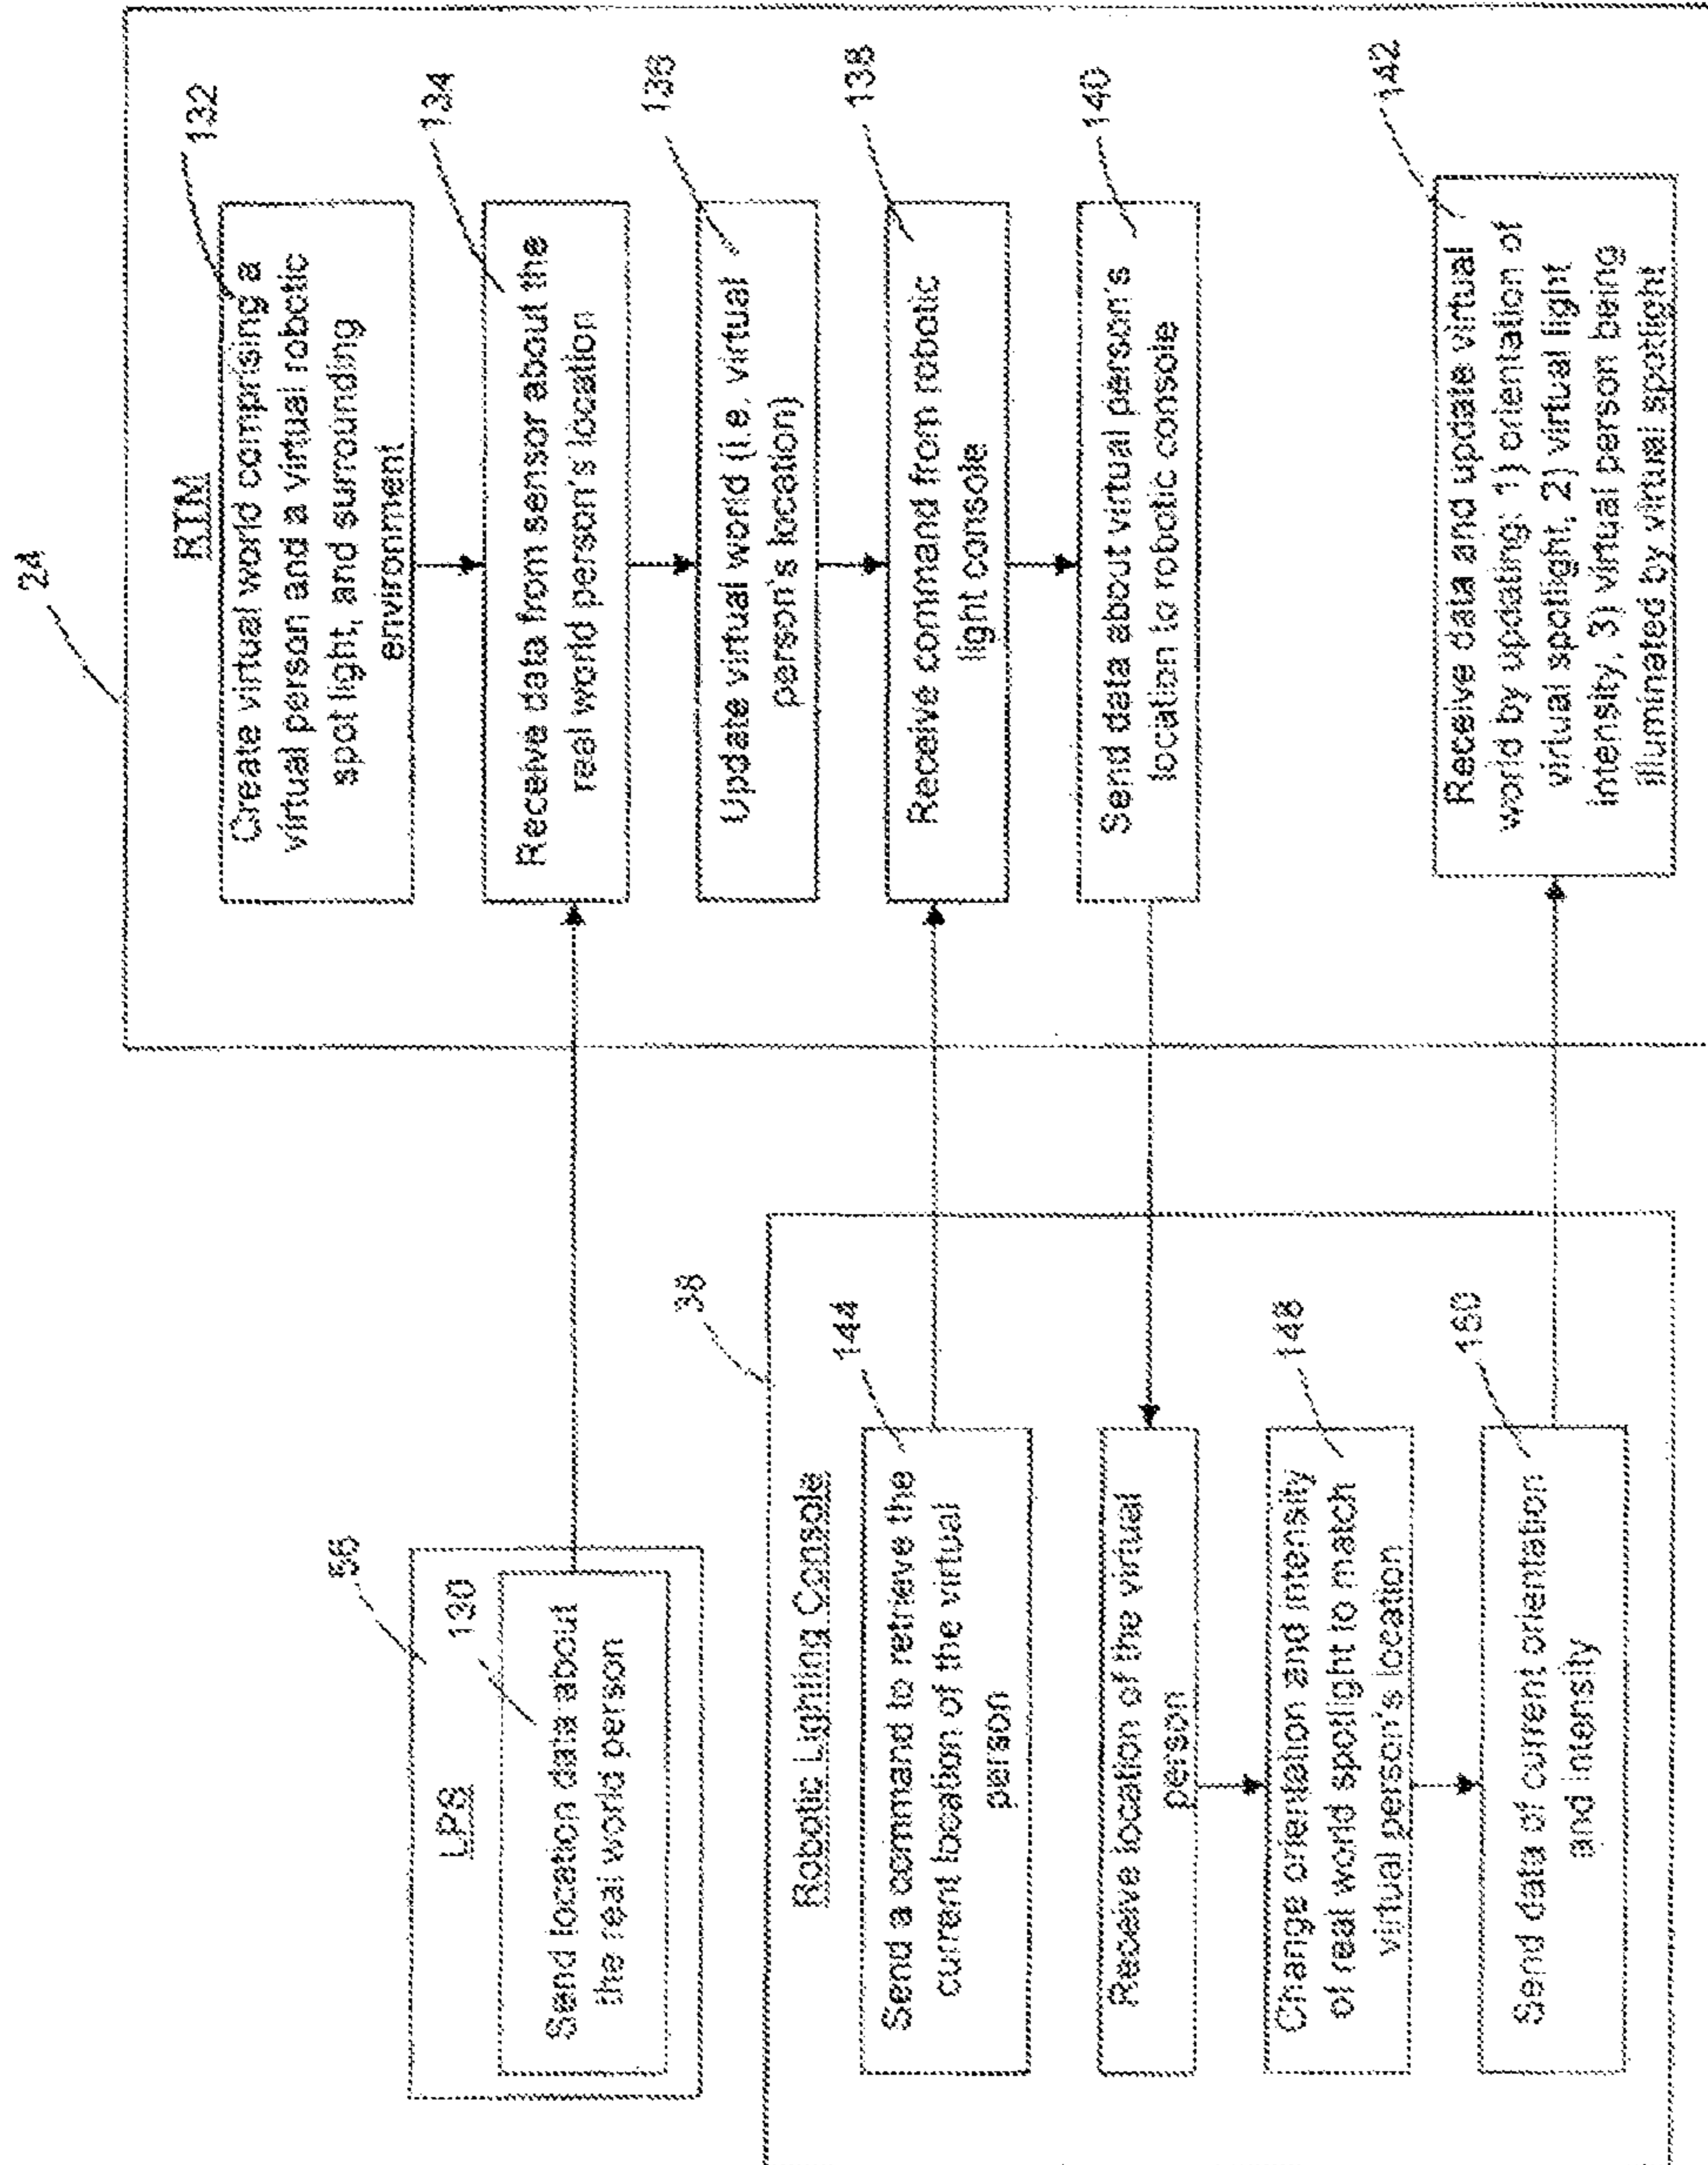 24
RTM
132
Create virtual world comprising a
virtual person and a virtual robotic
spot light, and surrounding
environment
134
Receive data from sensor about the
real world person's location
136
Update virtual world (i.e. virtual
person's location)
138
Receive command from robotic
light console
140
Send data about virtual person's
location to robotic console
142
Receive data and update virtual
world by updating: 1) orientation of
virtual spotlight, 2) virtual light
intensity, 3) virtual person being
illuminated by virtual spotlight
56
LPS
130
Send location data about
the real world person
38
Robotic Lighting Console
144
Send a command to retrieve the
current location of the virtual
person
Receive location of the virtual
person
148
Change orientation and intensity
of real world spotlight to match
virtual person's location
150
Send data of current orientation
and intensity